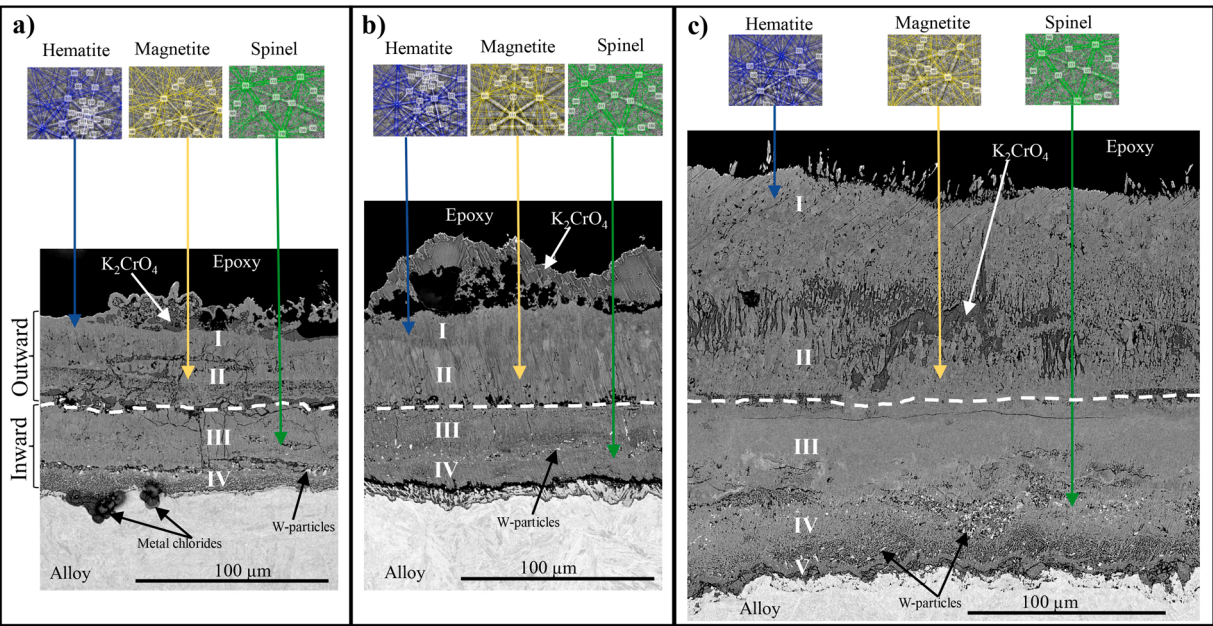 a)
Hematite Magnetite Spinel
K₂CrO₄
Epoxy
I
II
III
IV
Outward
Inward
W-particles
Metal chlorides
Alloy
100 µm
b)
Hematite Magnetite Spinel
Epoxy
K₂CrO₄
I
II
III
IV
W-particles
Alloy
100 µm
c)
Hematite Magnetite Spinel
K₂CrO₄
Epoxy
I
II
III
IV
V
W-particles
Alloy
100 µm